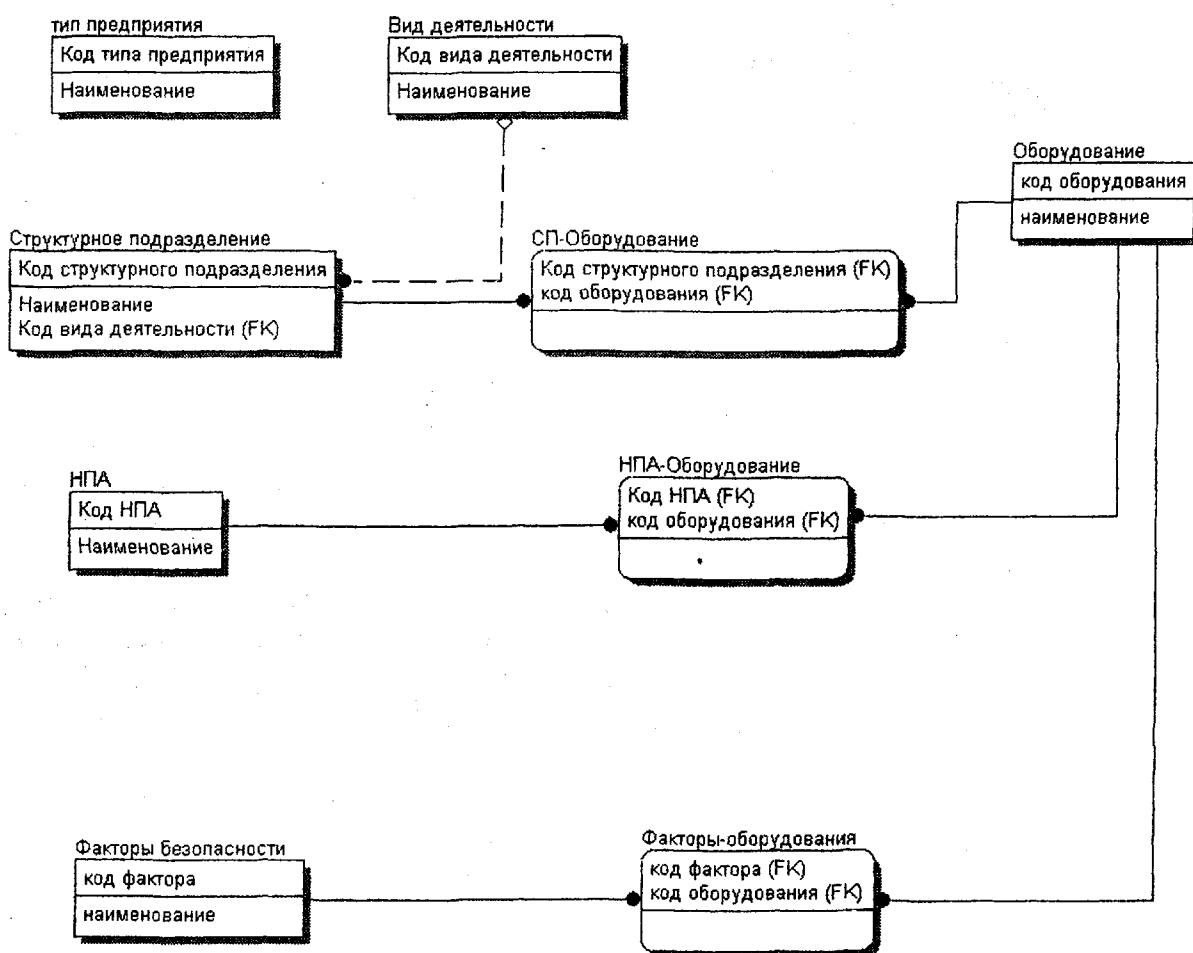 тип предприятия
Код типа предприятия
Наименование
Вид деятельности
Код вида деятельности
Наименование
Оборудование
код оборудования
наименование
Структурное подразделение
Код структурного подразделения
Наименование
Код вида деятельности (FK)
СП-Оборудование
Код структурного подразделения (FK)
код оборудования (FK)
НПА
Код НПА
Наименование
НПА-Оборудование
Код НПА (FK)
код оборудования (FK)
Факторы безопасности
код фактора
наименование
Факторы-оборудования
код фактора (FK)
код оборудования (FK)